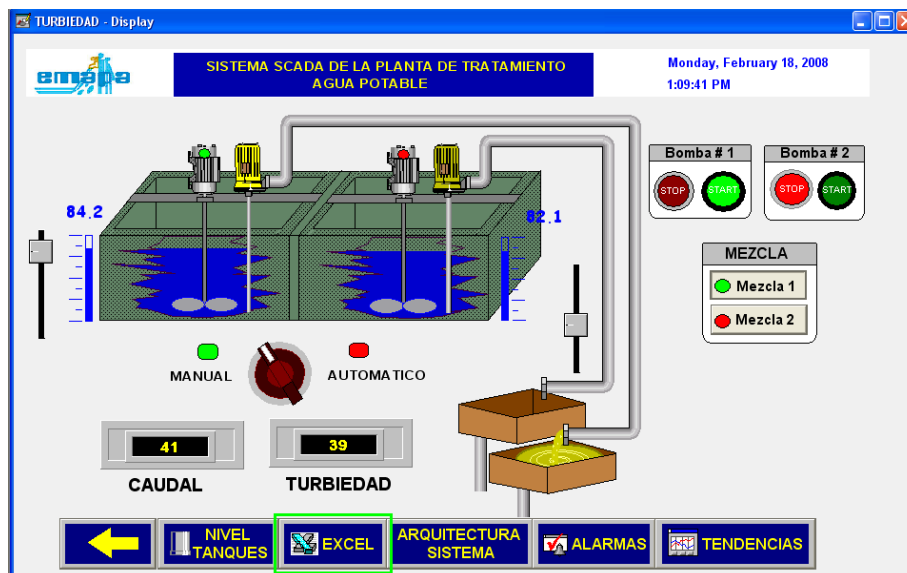 TURBIEDAD - Display
emapa
SISTEMA SCADA DE LA PLANTA DE TRATAMIENTO
AGUA POTABLE
Monday, February 18, 2008
1:09:41 PM
Bomba # 1
Bomba # 2
STOP
START
STOP
START
84.2
82.1
MEZCLA
Mezcla 1
Mezcla 2
MANUAL
AUTOMATICO
41
39
CAUDAL
TURBIEDAD
NIVEL
TANQUES
EXCEL
ARQUITECTURA
SISTEMA
ALARMAS
TENDENCIAS